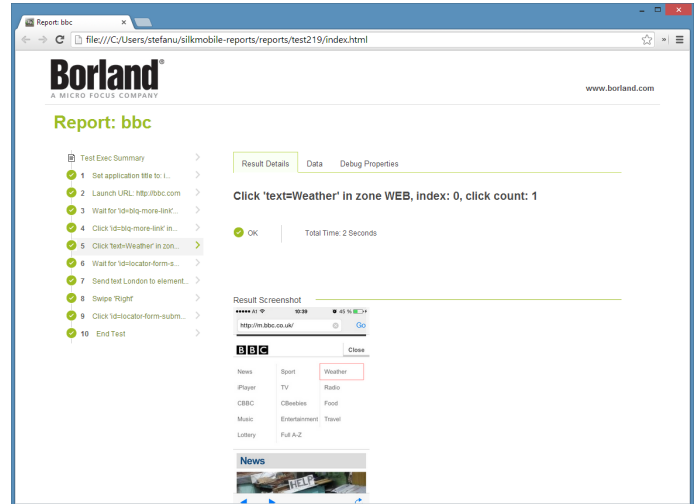 Report: bbc
file:///C:/Users/stefanu/silkmobile-reports/reports/test219/index.html
Borland®
A MICRO FOCUS COMPANY
www.borland.com
Report: bbc
Test Exec Summary
1 Set application title to: i...
2 Launch URL: http://bbc.com
3 Wait for 'id=blq-more-link'...
4 Click 'id=blq-more-link' in...
5 Click 'text=Weather' in zon...
6 Wait for 'id=locator-form-s...
7 Send text London to element...
8 Swipe 'Right'
9 Click 'id=locator-form-subm...
10 End Test
Result Details Data Debug Properties
Click 'text=Weather' in zone WEB, index: 0, click count: 1
OK Total Time: 2 Seconds
Result Screenshot
A1 10:39 45 %
http://m.bbc.co.uk/ Go
BBC Close
News Sport Weather
iPlayer TV Radio
CBBC CBeebies Food
Music Entertainment Travel
Lottery Full A-Z
News
HELP